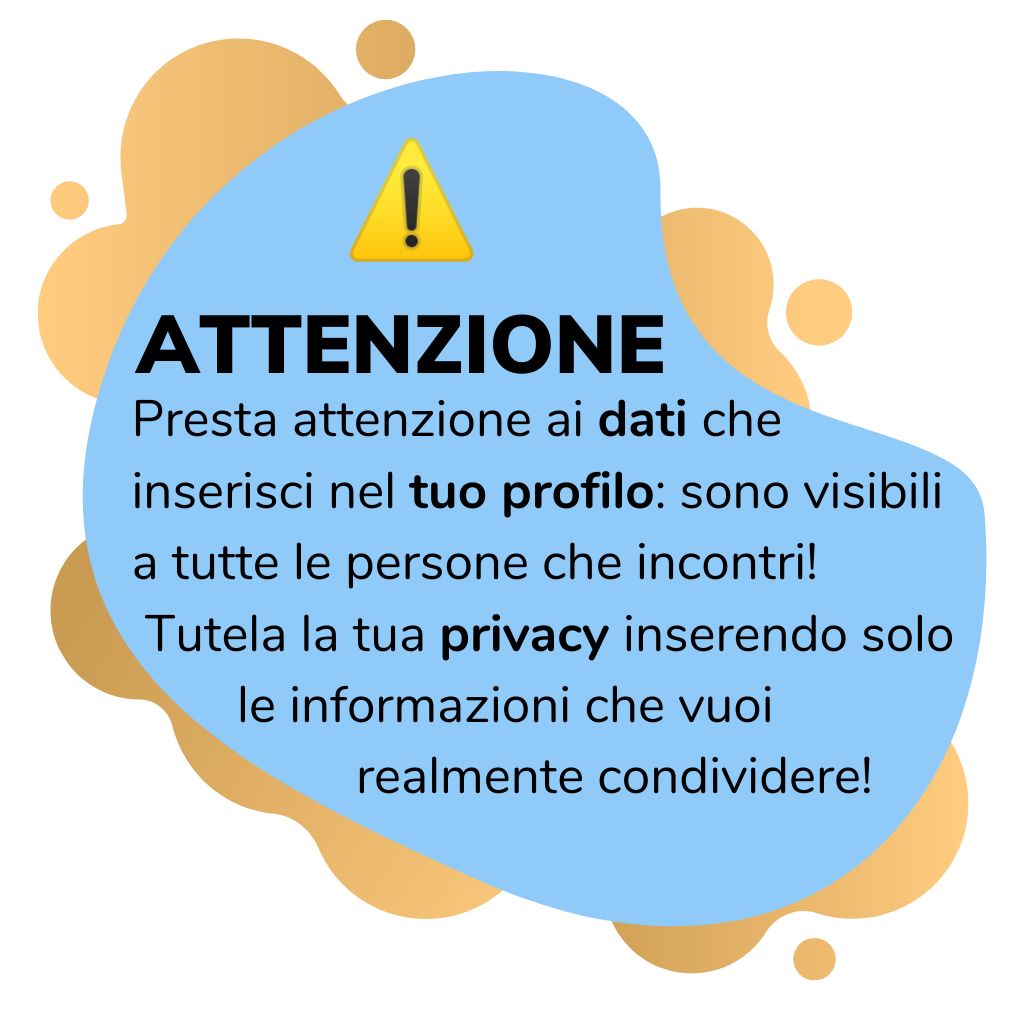 ATTENZIONE
Presta attenzione ai dati che
inserisci nel tuo profilo: sono visibili
a tutte le persone che incontri!
Tutela la tua privacy inserendo solo
le informazioni che vuoi
realmente condividere!